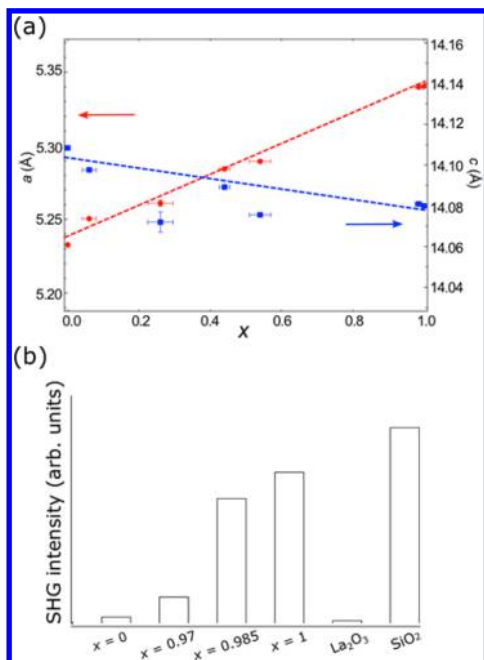 (a)
14.16
5.35
14.14
14.12
5.30
14.10
a (Å)
c (Å)
5.25
14.08
14.06
5.20
14.04
0.0 0.2 0.4 0.6 0.8 1.0
x
(b)
SHG intensity (arb. units)
x = 0 x = 0.97 x = 0.985 x = 1 La₂O₃ SiO₂